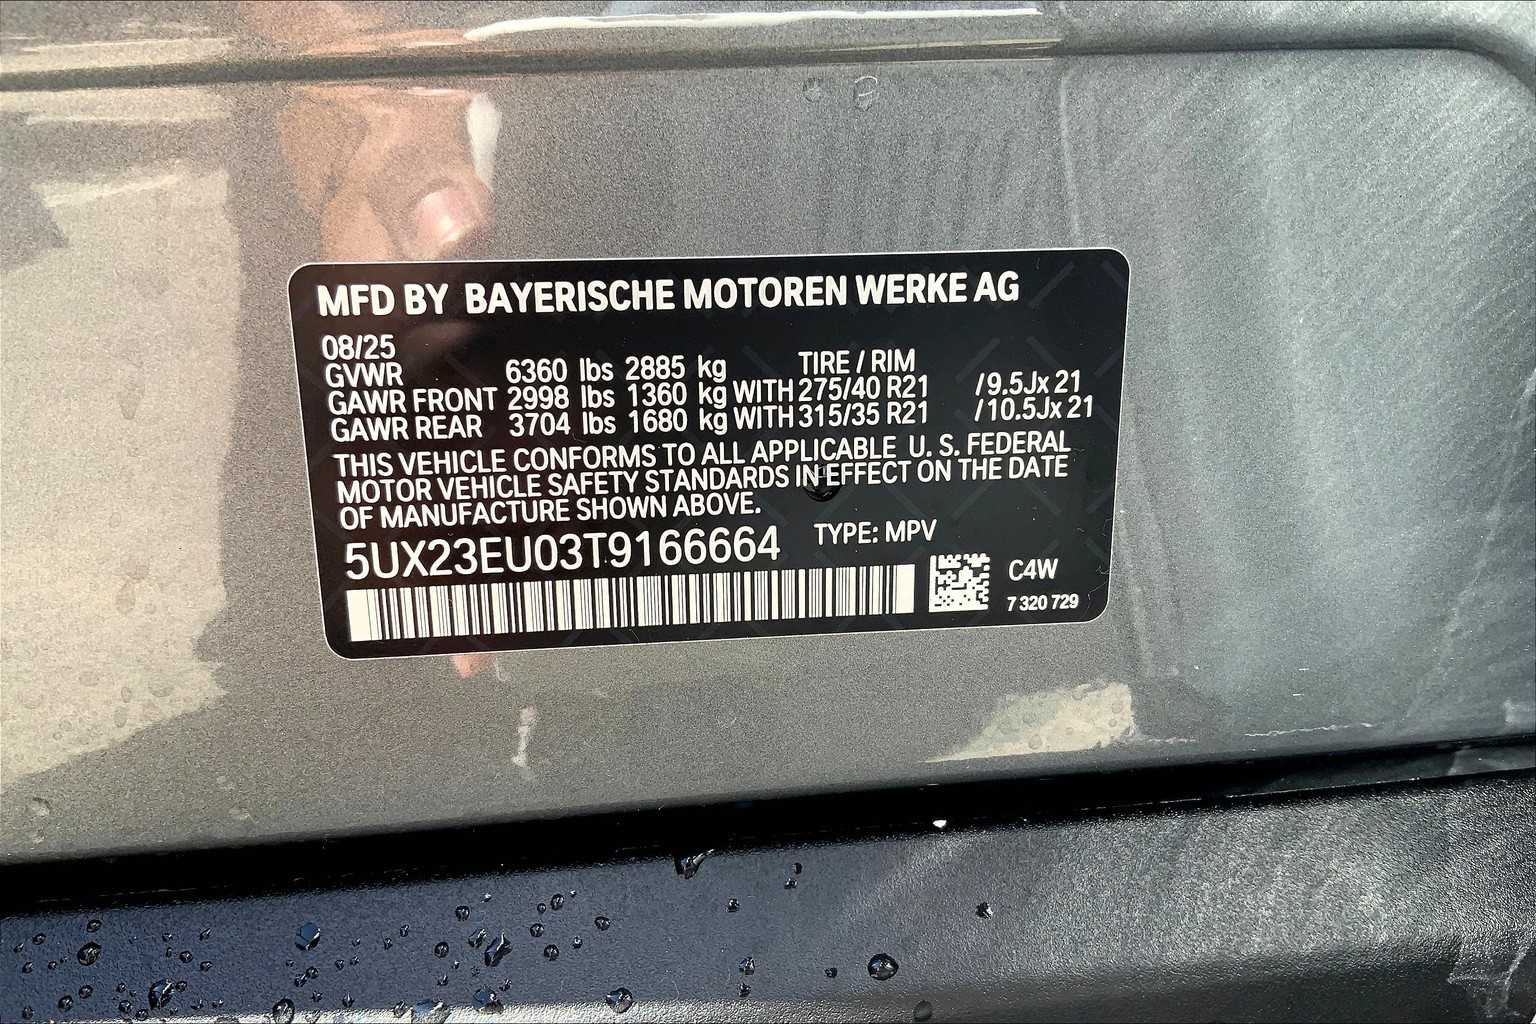 MFD BY BAYERISCHE MOTOREN WERKE AG
08/25
GVWR 6360 lbs 2885 kg TIRE / RIM
GAWR FRONT 2998 lbs 1360 kg WITH 275/40 R21 /9.5Jx 21
GAWR REAR 3704 lbs 1680 kg WITH 315/35 R21 /10.5Jx 21
THIS VEHICLE CONFORMS TO ALL APPLICABLE U. S. FEDERAL
MOTOR VEHICLE SAFETY STANDARDS IN EFFECT ON THE DATE
OF MANUFACTURE SHOWN ABOVE.
5UX23EU03T9166664 TYPE: MPV
C4W
7 320 729